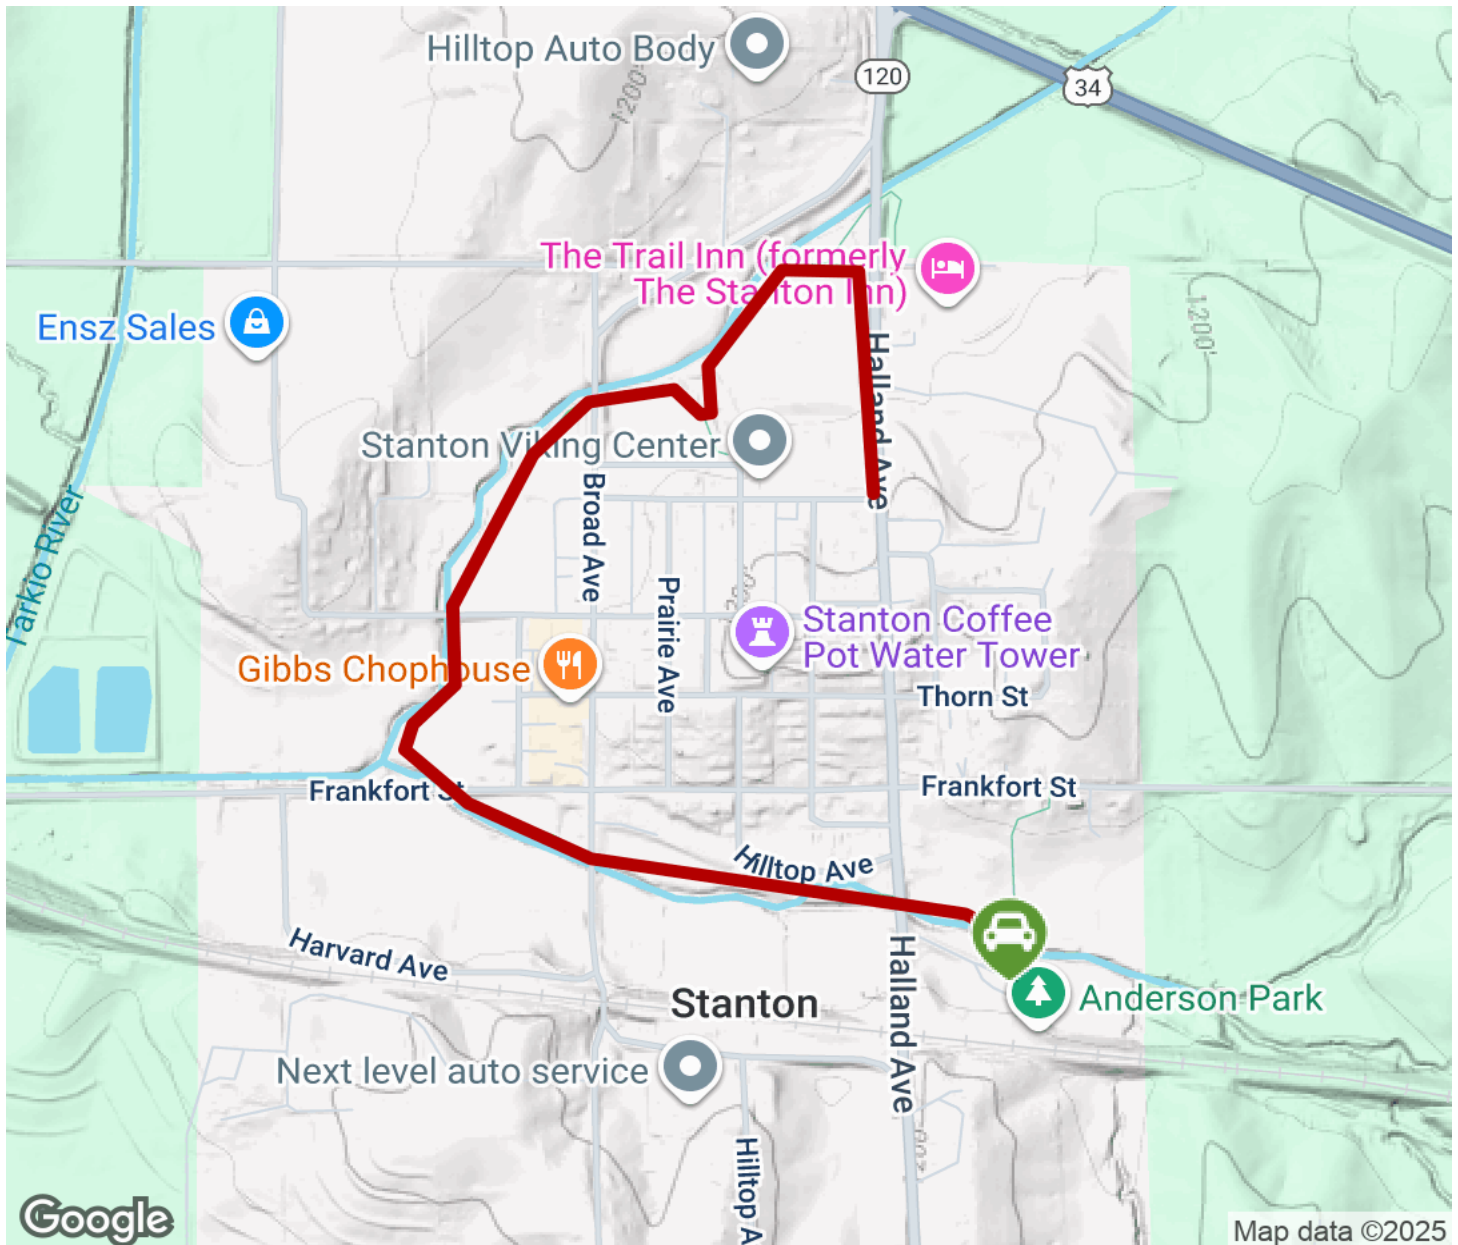 Hilltop Auto Body
1200'
120
34
The Trail Inn (formerly
The Stanton Inn)
Ensz Sales
1200'
Halland Ave
Stanton Viking Center
Broad Ave
Tarkio River
Prairie Ave
Stanton Coffee
Pot Water Tower
Gibbs Chophouse
Thorn St
Frankfort St
Frankfort St
Hilltop Ave
Harvard Ave
Halland Ave
Stanton
Anderson Park
Next level auto service
Hilltop A
Google
Map data ©2025